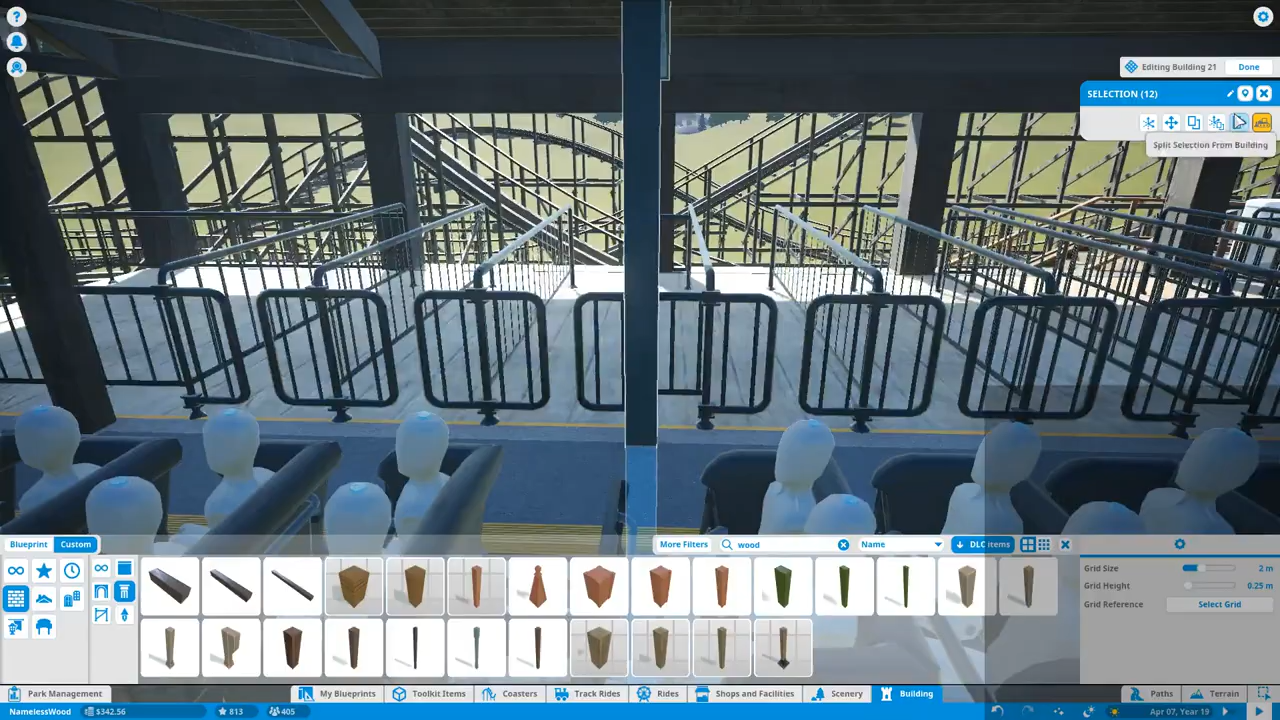 Editing Building 21 Done
SELECTION (12)
Split Selection From Building
Blueprint Custom More Filters wood Name DLC items
Grid Size 2 m
Grid Height 0.25 m
Grid Reference Select Grid
Park Management My Blueprints Toolkit Items Coasters Track Rides Rides Shops and Facilities Scenery Building Paths Terrain
NamelessWood $342.56 813 405 Apr 07, Year 19